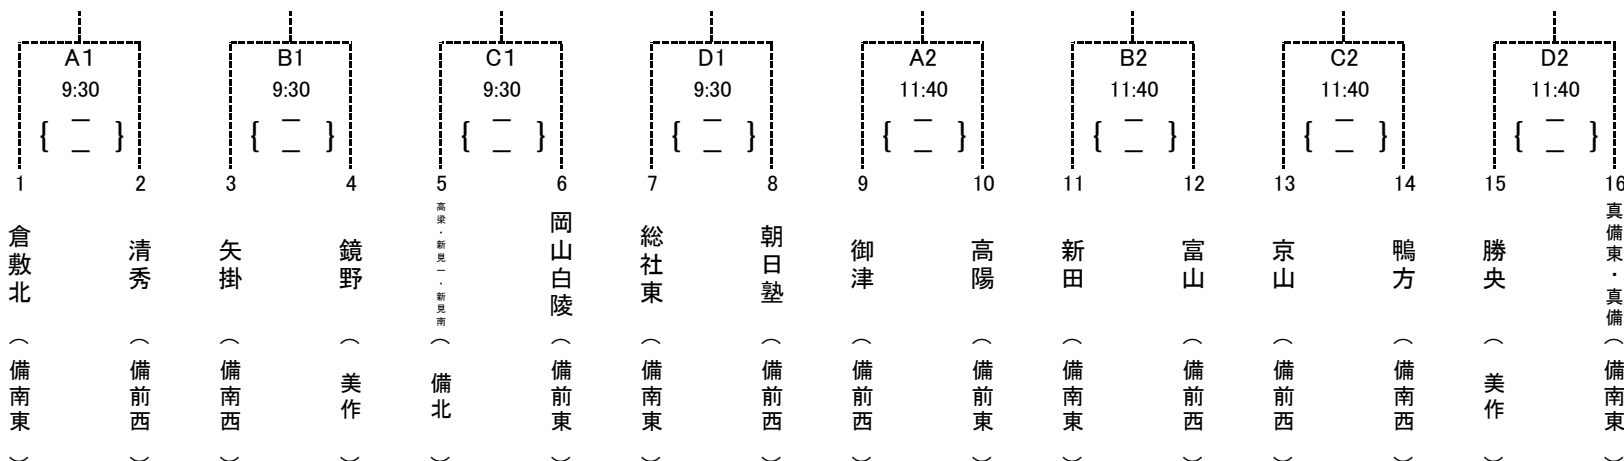 A1 B1 C1 D1 A2 B2 C2 D2
9:30 9:30 9:30 9:30 11:40 11:40 11:40 11:40
{ — — } { — — } { — — } { — — } { — — } { — — } { — — } { — — }
1 2 3 4 5 6 7 8 9 10 11 12 13 14 15 16
倉敷北（備南東）
清秀（備前西）
矢掛（備南西）
鏡野（美作）
高梁・新見一・新見南（備北）
岡山白陵（備前東）
総社東（備南東）
朝日塾（備前西）
御津（備前西）
高陽（備前東）
新田（備南東）
富山（備前西）
京山（備前西）
鴨方（備南西）
勝央（美作）
真備東・真備（備南東）